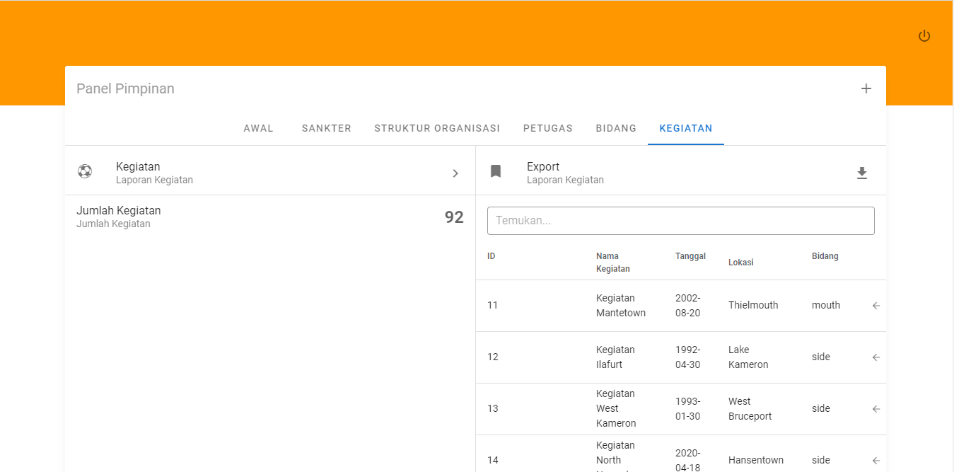 Panel Pimpinan
AWAL SANKTER STRUKTUR ORGANISASI PETUGAS BIDANG KEGIATAN
Kegiatan
Laporan Kegiatan
Jumlah Kegiatan
Jumlah Kegiatan
92
Export
Laporan Kegiatan
Temukan...
ID Nama Kegiatan Tanggal Lokasi Bidang
11 Kegiatan Mantetown 2002-08-20 Thielmouth mouth
12 Kegiatan Ilafurt 1992-04-30 Lake Kameron side
13 Kegiatan West Kameron 1993-01-30 West Bruceport side
14 Kegiatan North 2020-04-18 Hansentown side